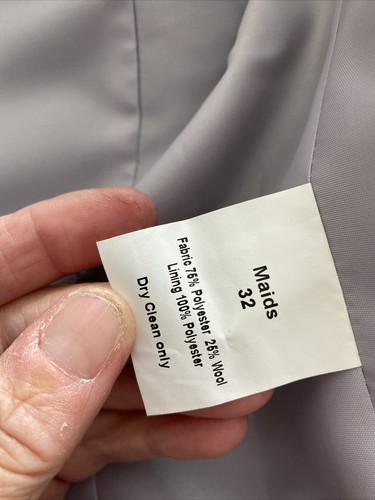 Maids
32
Fabric 75% Polyester 25% Wool
Lining 100% Polyester
Dry Clean only